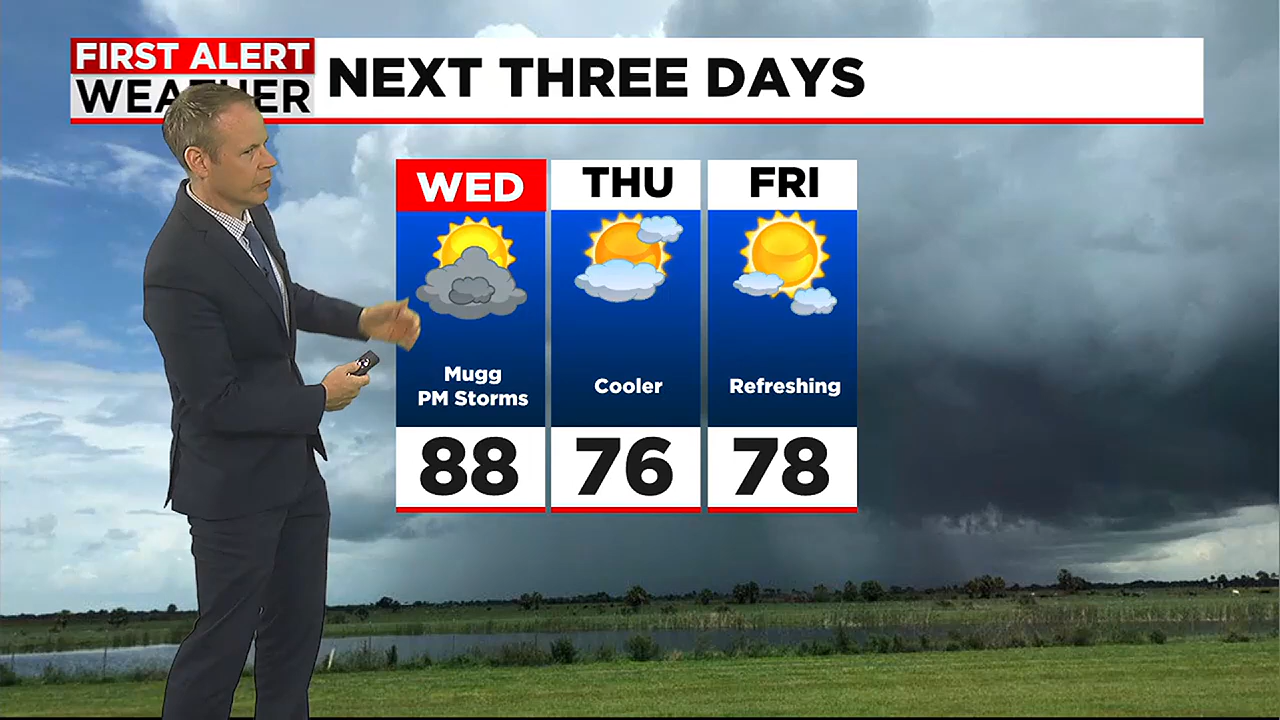 FIRST ALERT
WEATHER
NEXT THREE DAYS
WED
THU
FRI
Mugg
PM Storms
Cooler
Refreshing
88
76
78